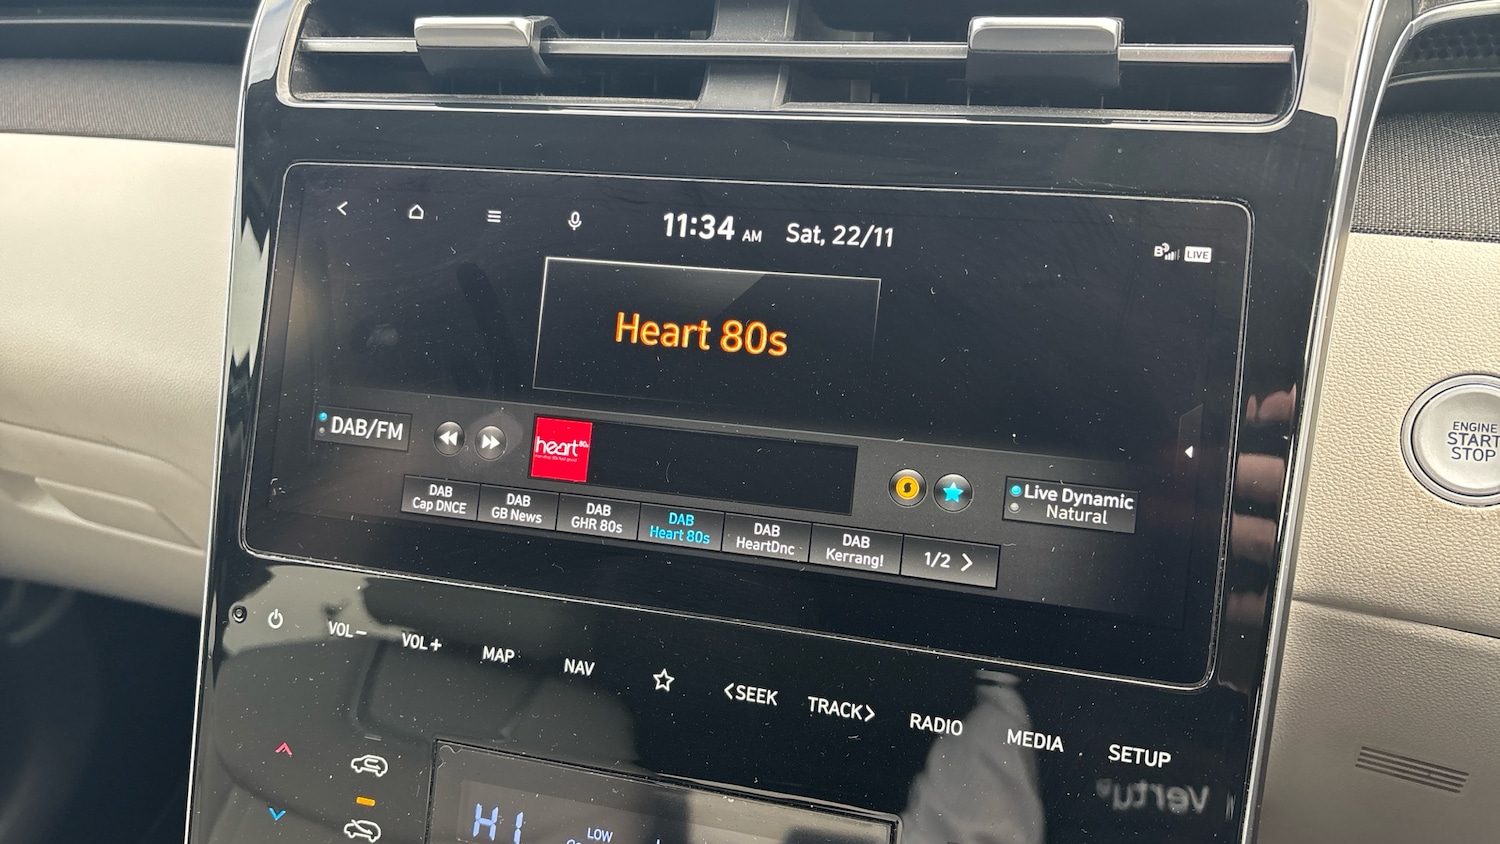 11:34 AM Sat, 22/11
LIVE
Heart 80s
DAB/FM
heart 80s
Live Dynamic
Natural
DAB
Cap DNCE
DAB
GB News
DAB
GHR 80s
DAB
Heart 80s
DAB
HeartDnc
DAB
Kerrang!
1/2 >
ENGINE
START
STOP
VOL−
VOL+
MAP
NAV
<SEEK
TRACK>
RADIO
MEDIA
SETUP
Vertu
HI
LOW